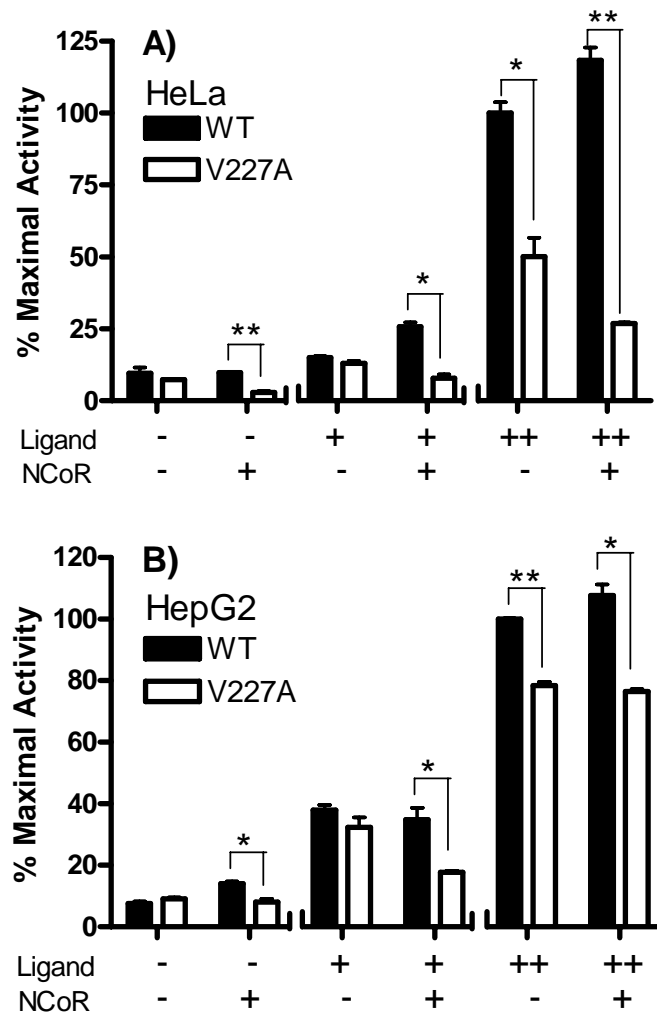 A)
HeLa
WT
V227A
% Maximal Activity
125
100
75
50
25
0
* ** * ** * **
Ligand - - + + ++ ++
NCoR - + - + - +
B)
HepG2
WT
V227A
% Maximal Activity
120
100
80
60
40
20
0
* * ** *
Ligand - - + + ++ ++
NCoR - + - + - +